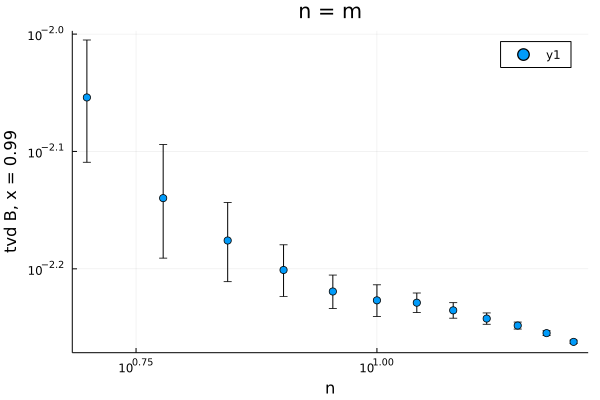 n = m
10^−2.0
y1
10^−2.1
10^−2.2
tvd B, x = 0.99
10^0.75
10^1.00
n